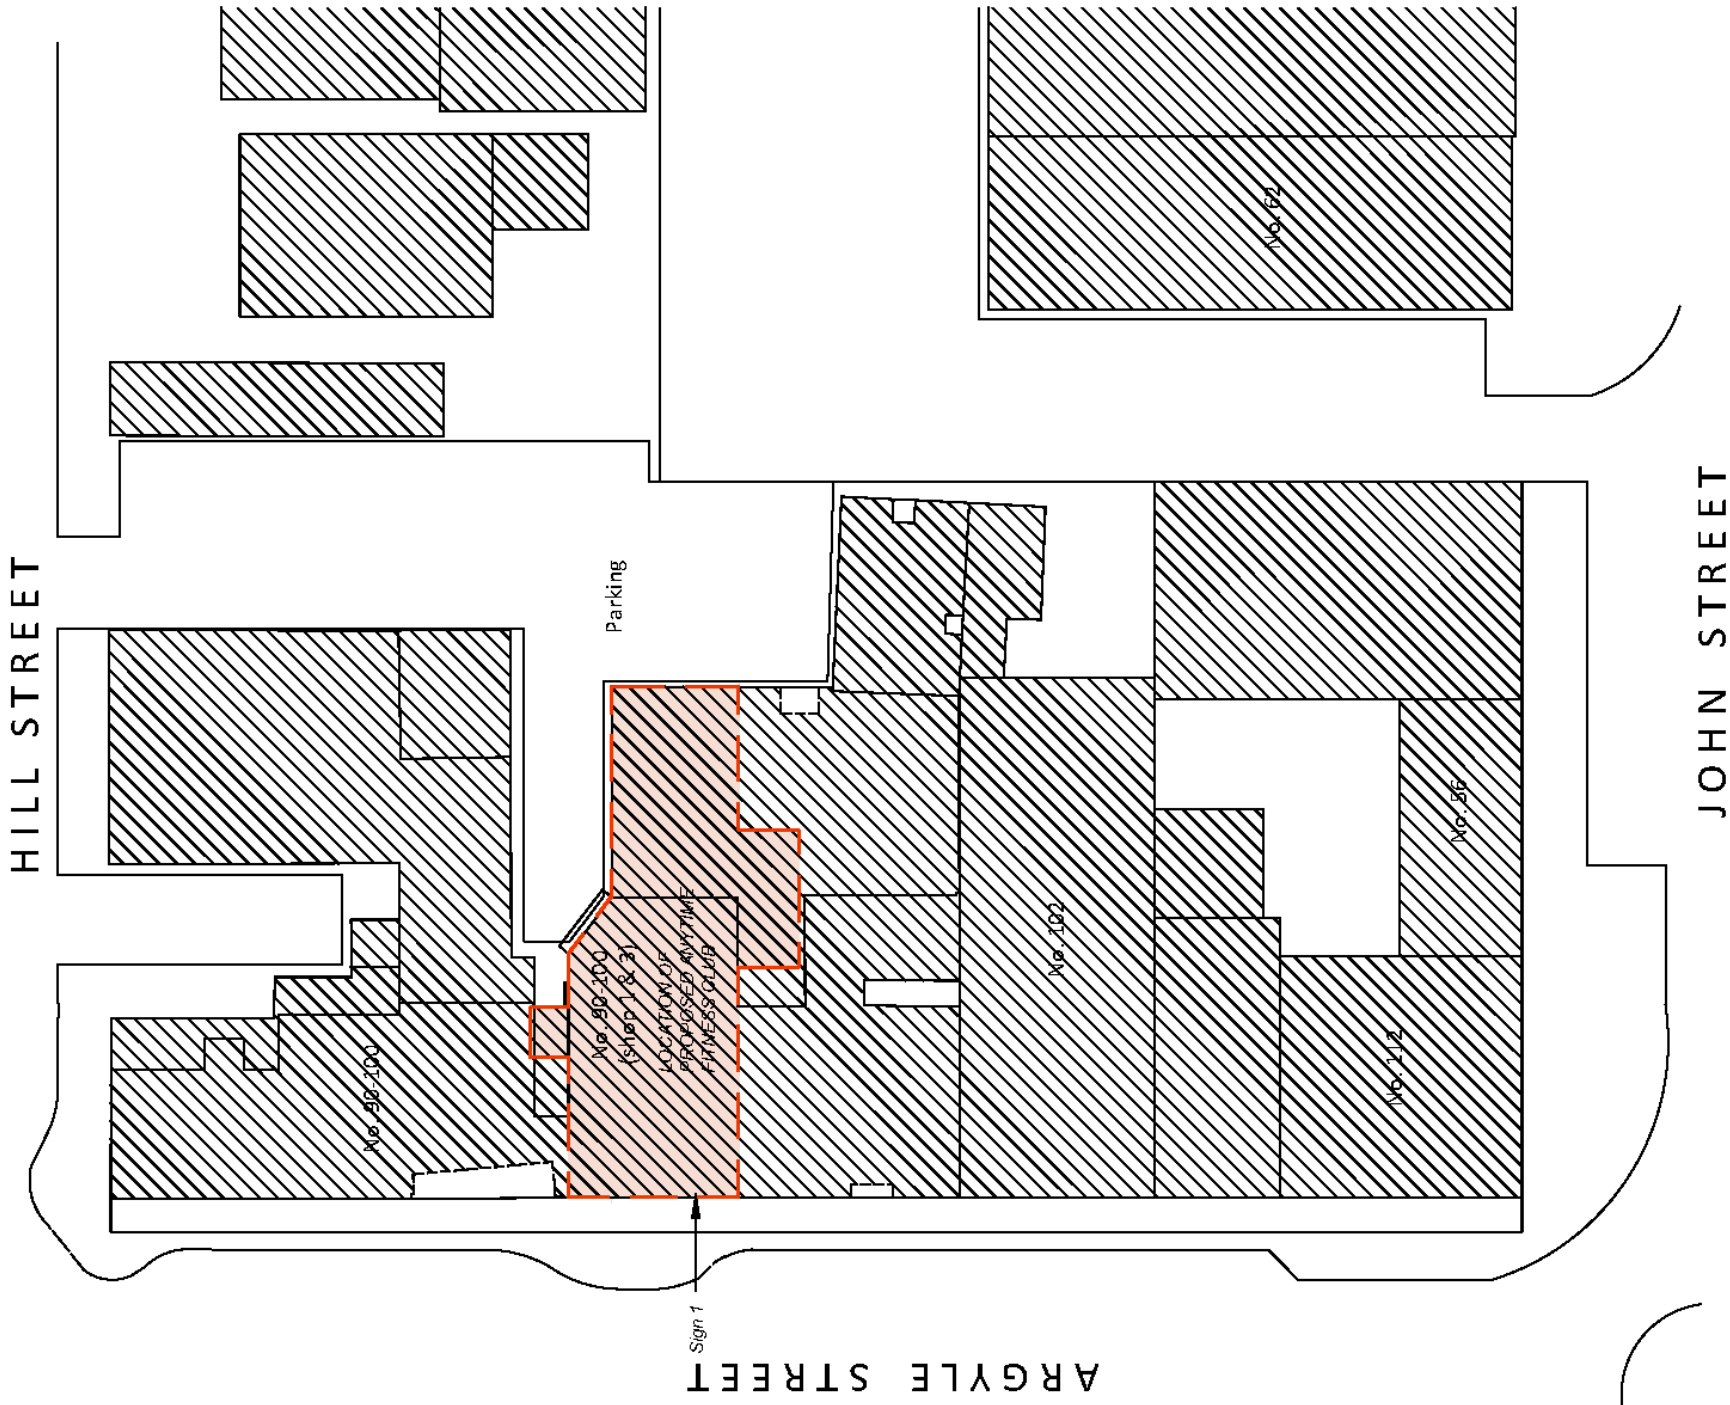 HILL STREET
No. 62
Parking
JOHN STREET
No. 56
No. 90-100
(shop 1 & 3)
LOCATION OF
PROPOSED ANYTIME
FITNESS CLUB
No. 102
No. 90-100
No. 112
Sign 1
ARGYLE STREET